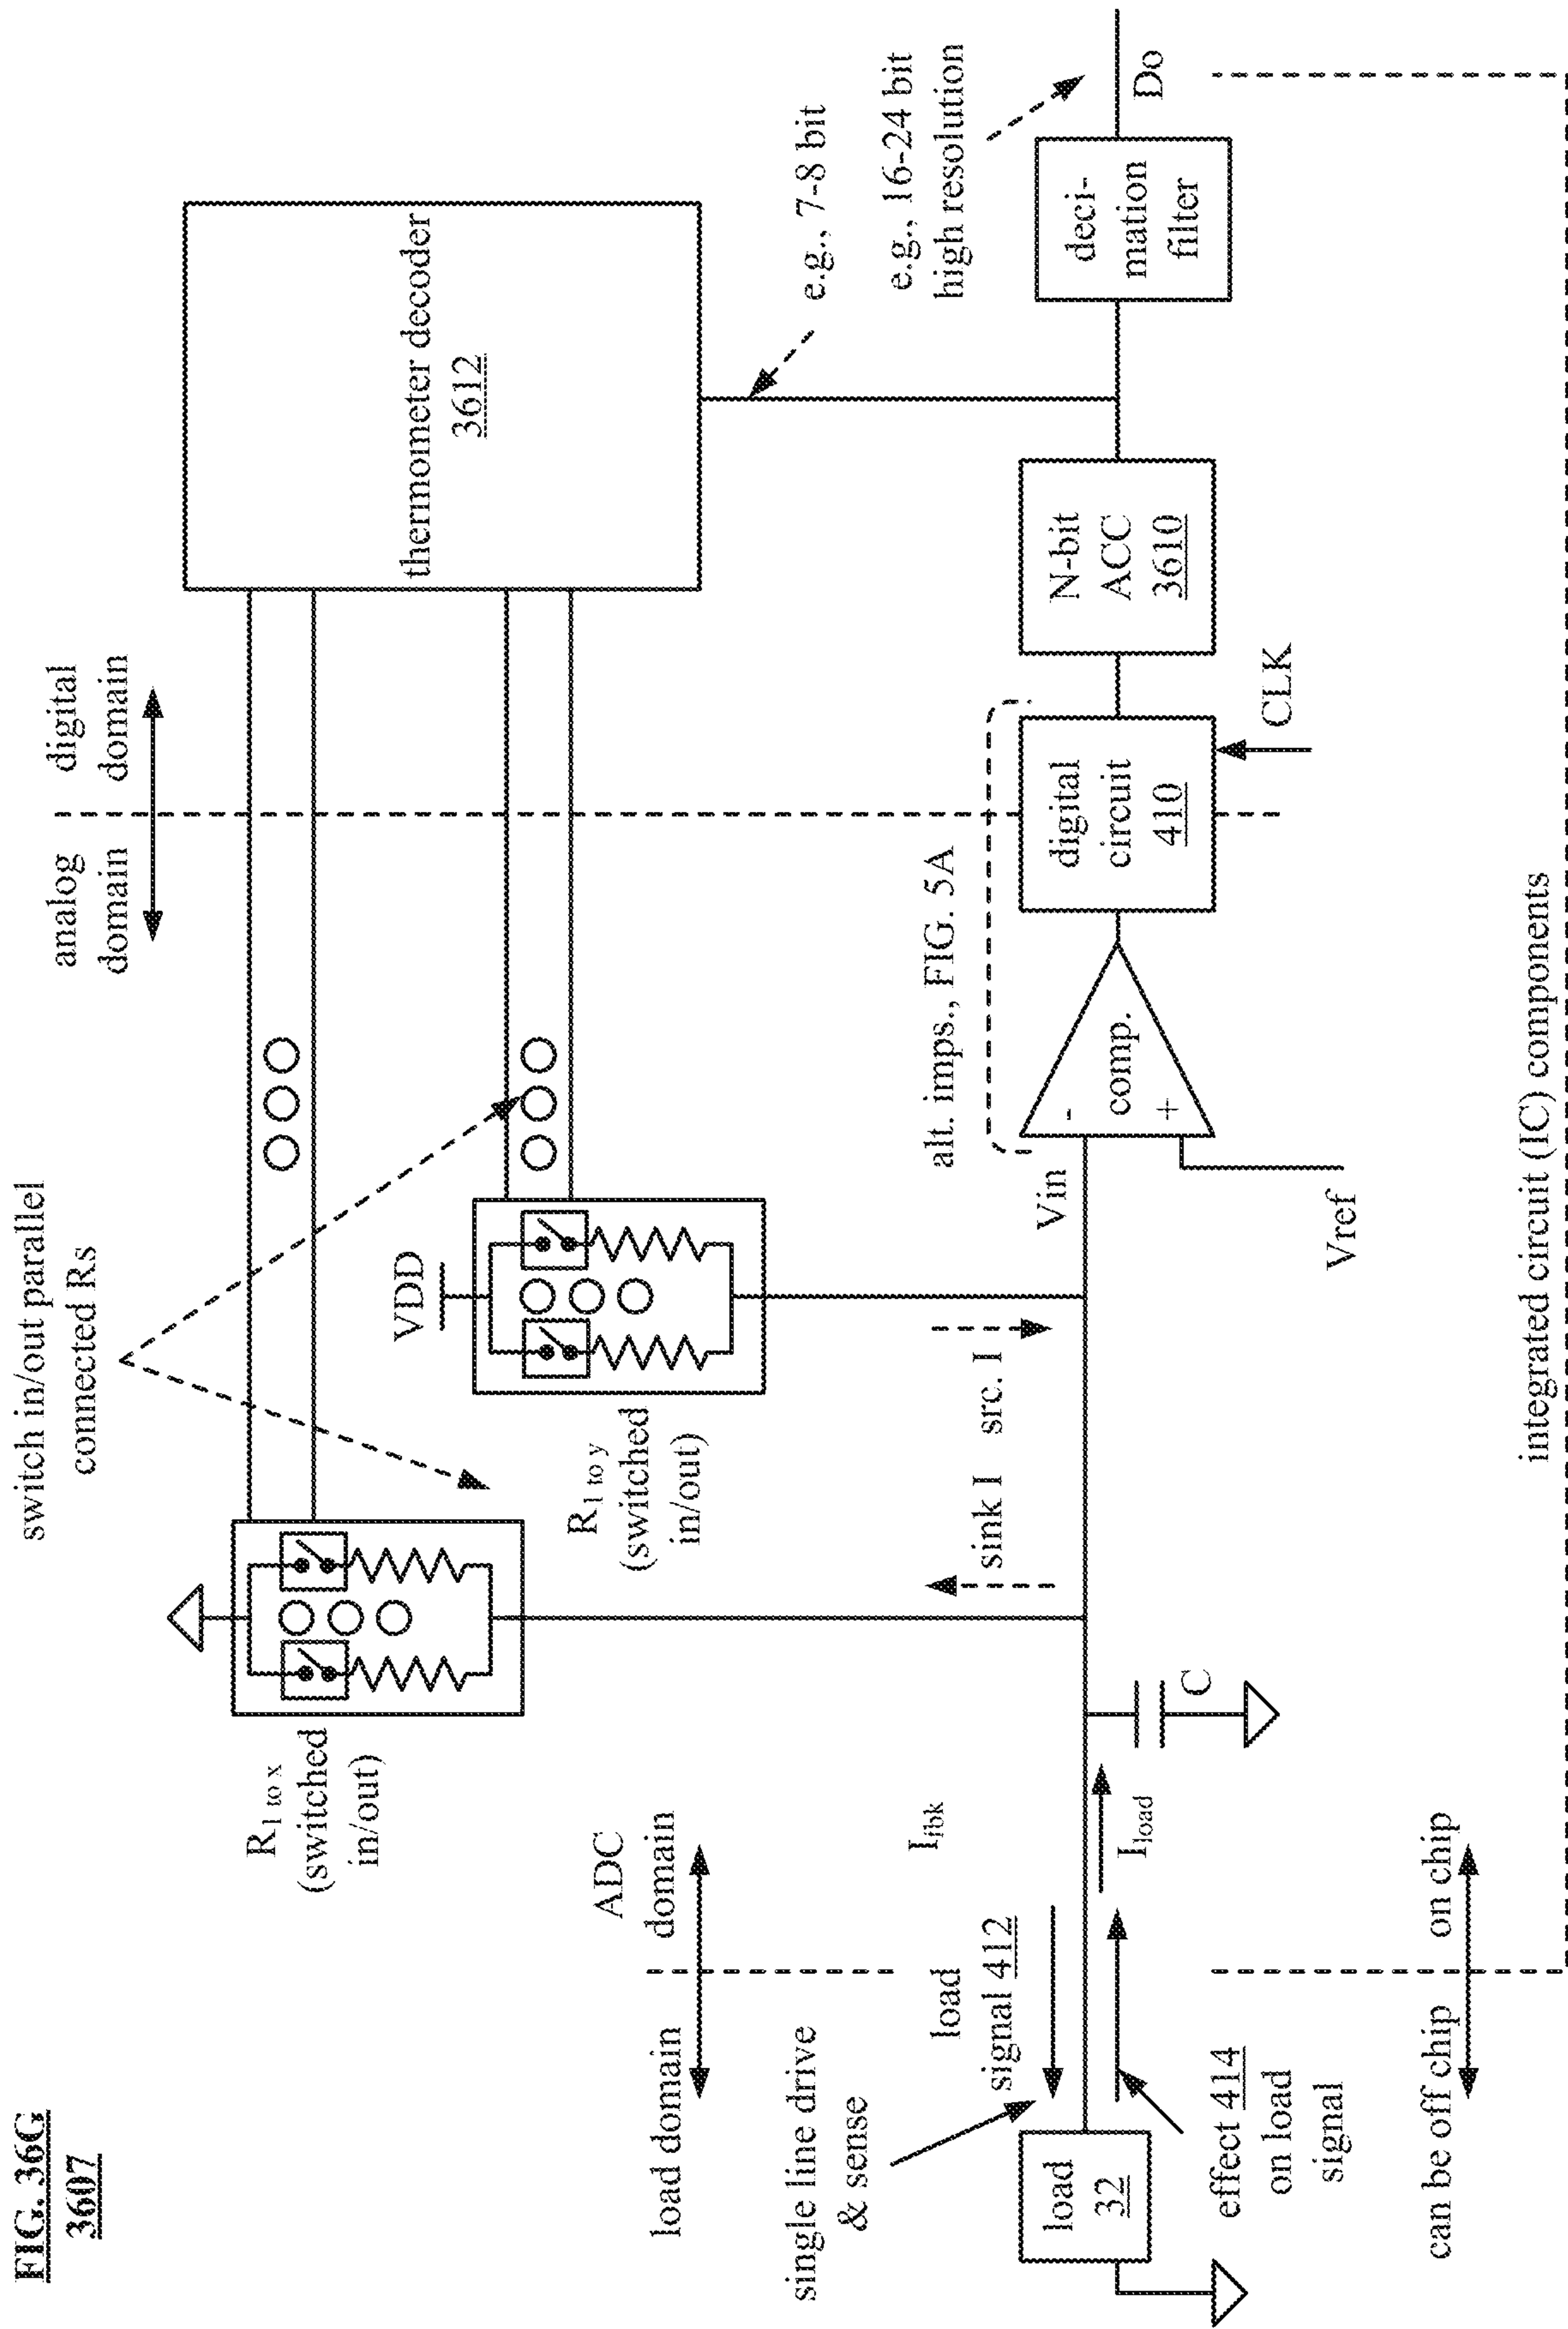 FIG. 36G
3607
switch in/out parallel
connected Rs
analog
domain
digital
domain
R1 to x
(switched
in/out)
VDD
R1 to y
(switched
in/out)
thermometer decoder
3612
load domain
ADC
domain
single line drive
& sense
load
signal 412
Ifbk
sink I
src. I
alt. imps., FIG. 5A
e.g., 7-8 bit
e.g., 16-24 bit
high resolution
load
32
effect 414
on load
signal
Iload
C
Vin
Vref
-
comp.
+
digital
circuit
410
CLK
N-bit
ACC
3610
deci-
mation
filter
Do
can be off chip
on chip
integrated circuit (IC) components